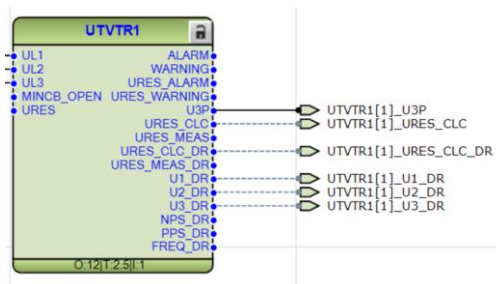 UTVTR1
UL1 ALARM
UL2 WARNING
UL3 URES_ALARM
MINCB_OPEN URES_WARNING
URES U3P UTVTR1[1]_U3P
URES_CLC UTVTR1[1]_URES_CLC
URES_MEAS
URES_CLC_DR UTVTR1[1]_URES_CLC_DR
URES_MEAS_DR
U1_DR UTVTR1[1]_U1_DR
U2_DR UTVTR1[1]_U2_DR
U3_DR UTVTR1[1]_U3_DR
NPS_DR
PPS_DR
FREQ_DR
O:12|T:2.5|I:1